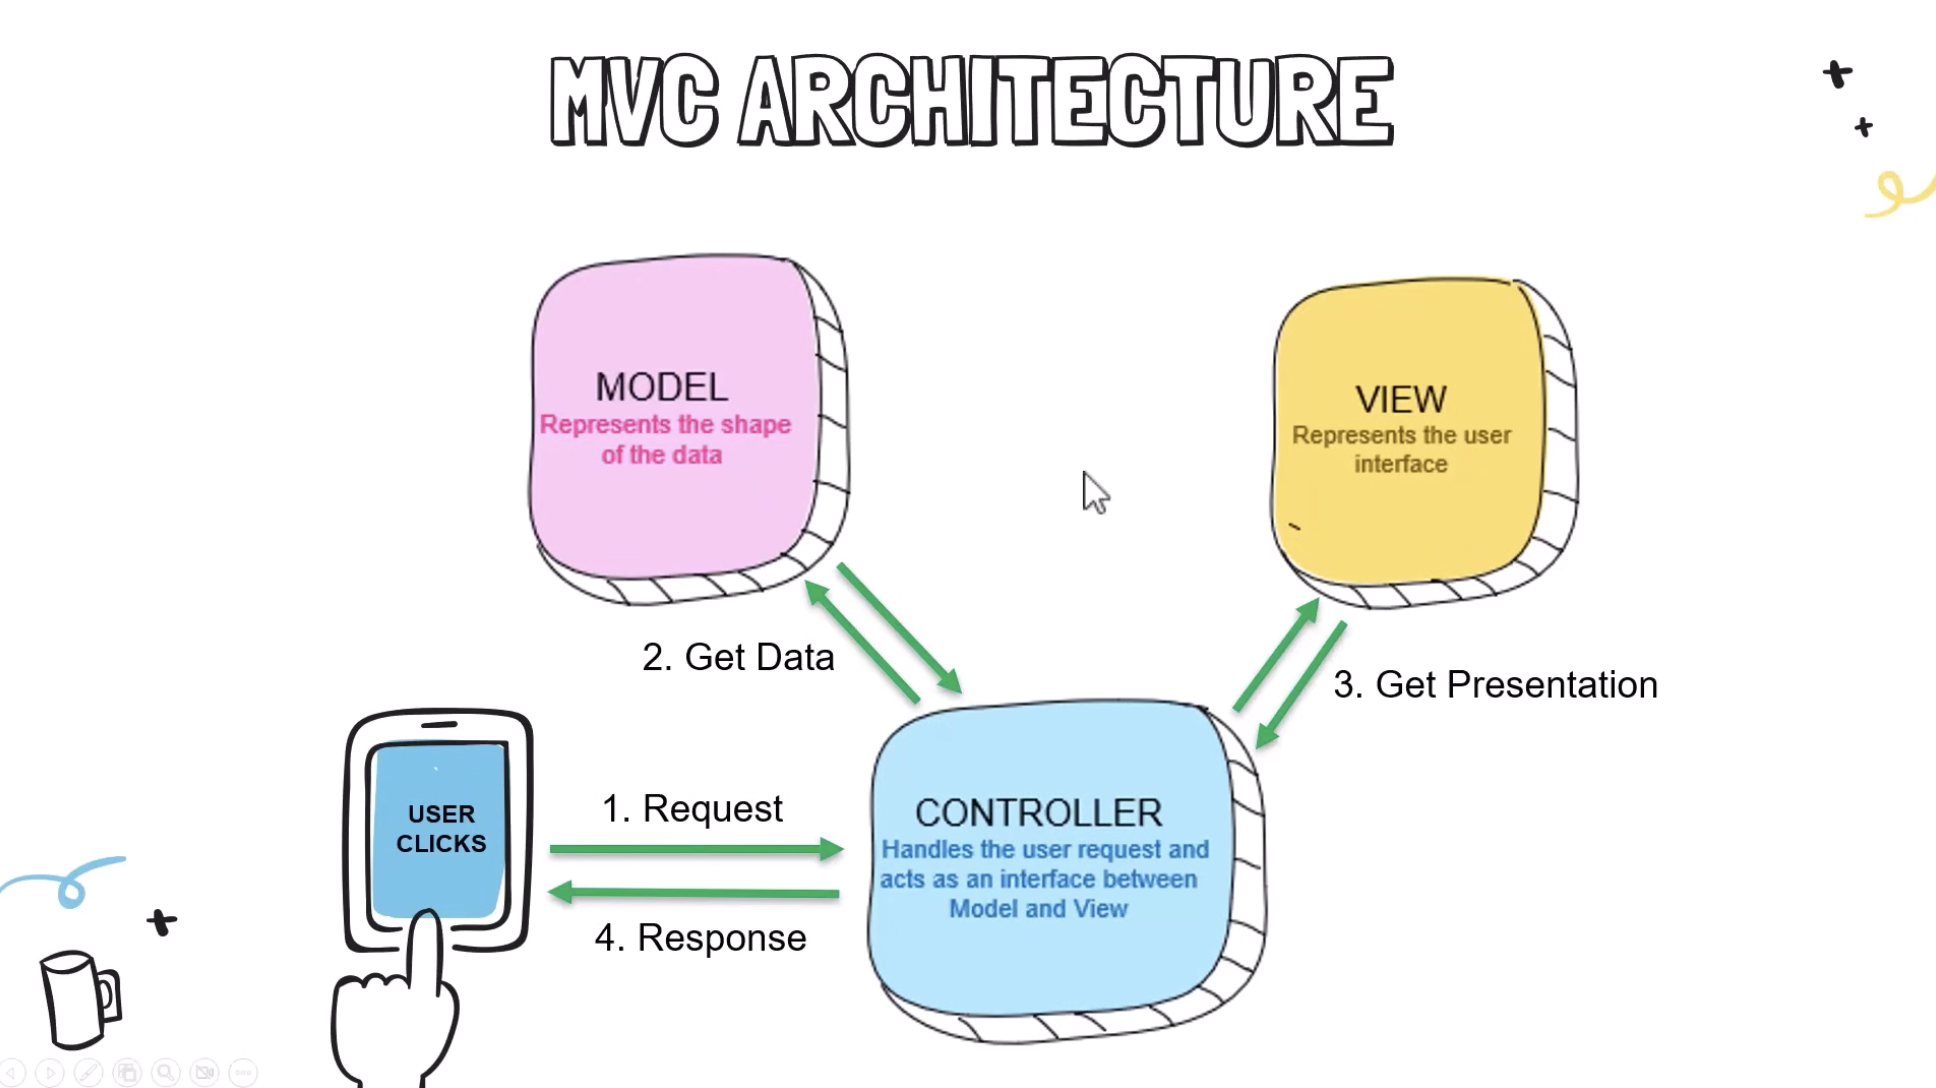 MVC ARCHITECTURE
MODEL
Represents the shape
of the data
VIEW
Represents the user
interface
2. Get Data
3. Get Presentation
USER
CLICKS
1. Request
4. Response
CONTROLLER
Handles the user request and
acts as an interface between
Model and View